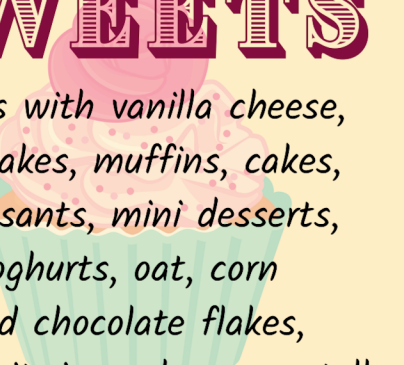 WEETS
s with vanilla cheese,
akes, muffins, cakes,
sants, mini desserts,
oghurts, oat, corn
d chocolate flakes,